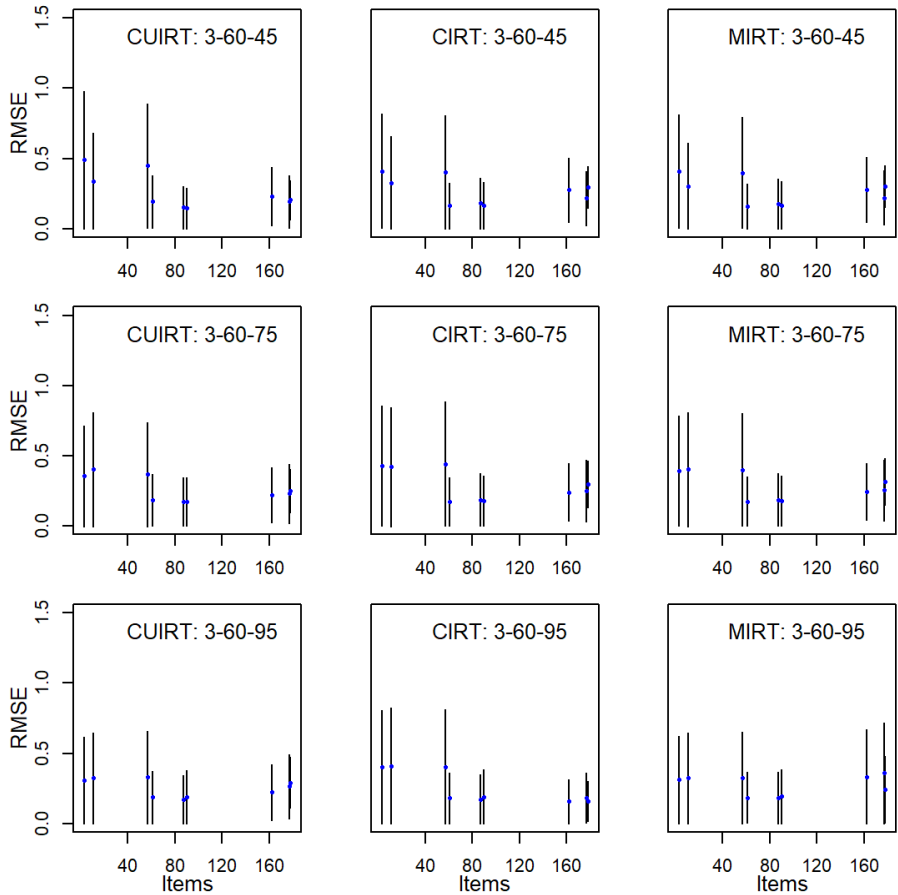 CUIRT: 3-60-45
CIRT: 3-60-45
MIRT: 3-60-45
RMSE
1.5
1.0
0.5
0.0
40 80 120 160
40 80 120 160
40 80 120 160
CUIRT: 3-60-75
CIRT: 3-60-75
MIRT: 3-60-75
RMSE
1.5
1.0
0.5
0.0
40 80 120 160
40 80 120 160
40 80 120 160
CUIRT: 3-60-95
CIRT: 3-60-95
MIRT: 3-60-95
RMSE
1.5
1.0
0.5
0.0
40 80 120 160
40 80 120 160
40 80 120 160
Items
Items
Items